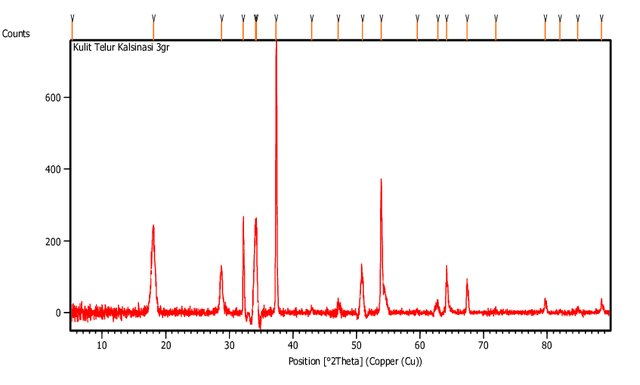 Counts
Kulit Telur Kalsinasi 3gr
600
400
200
0
10 20 30 40 50 60 70 80
Position [°2Theta] (Copper (Cu))